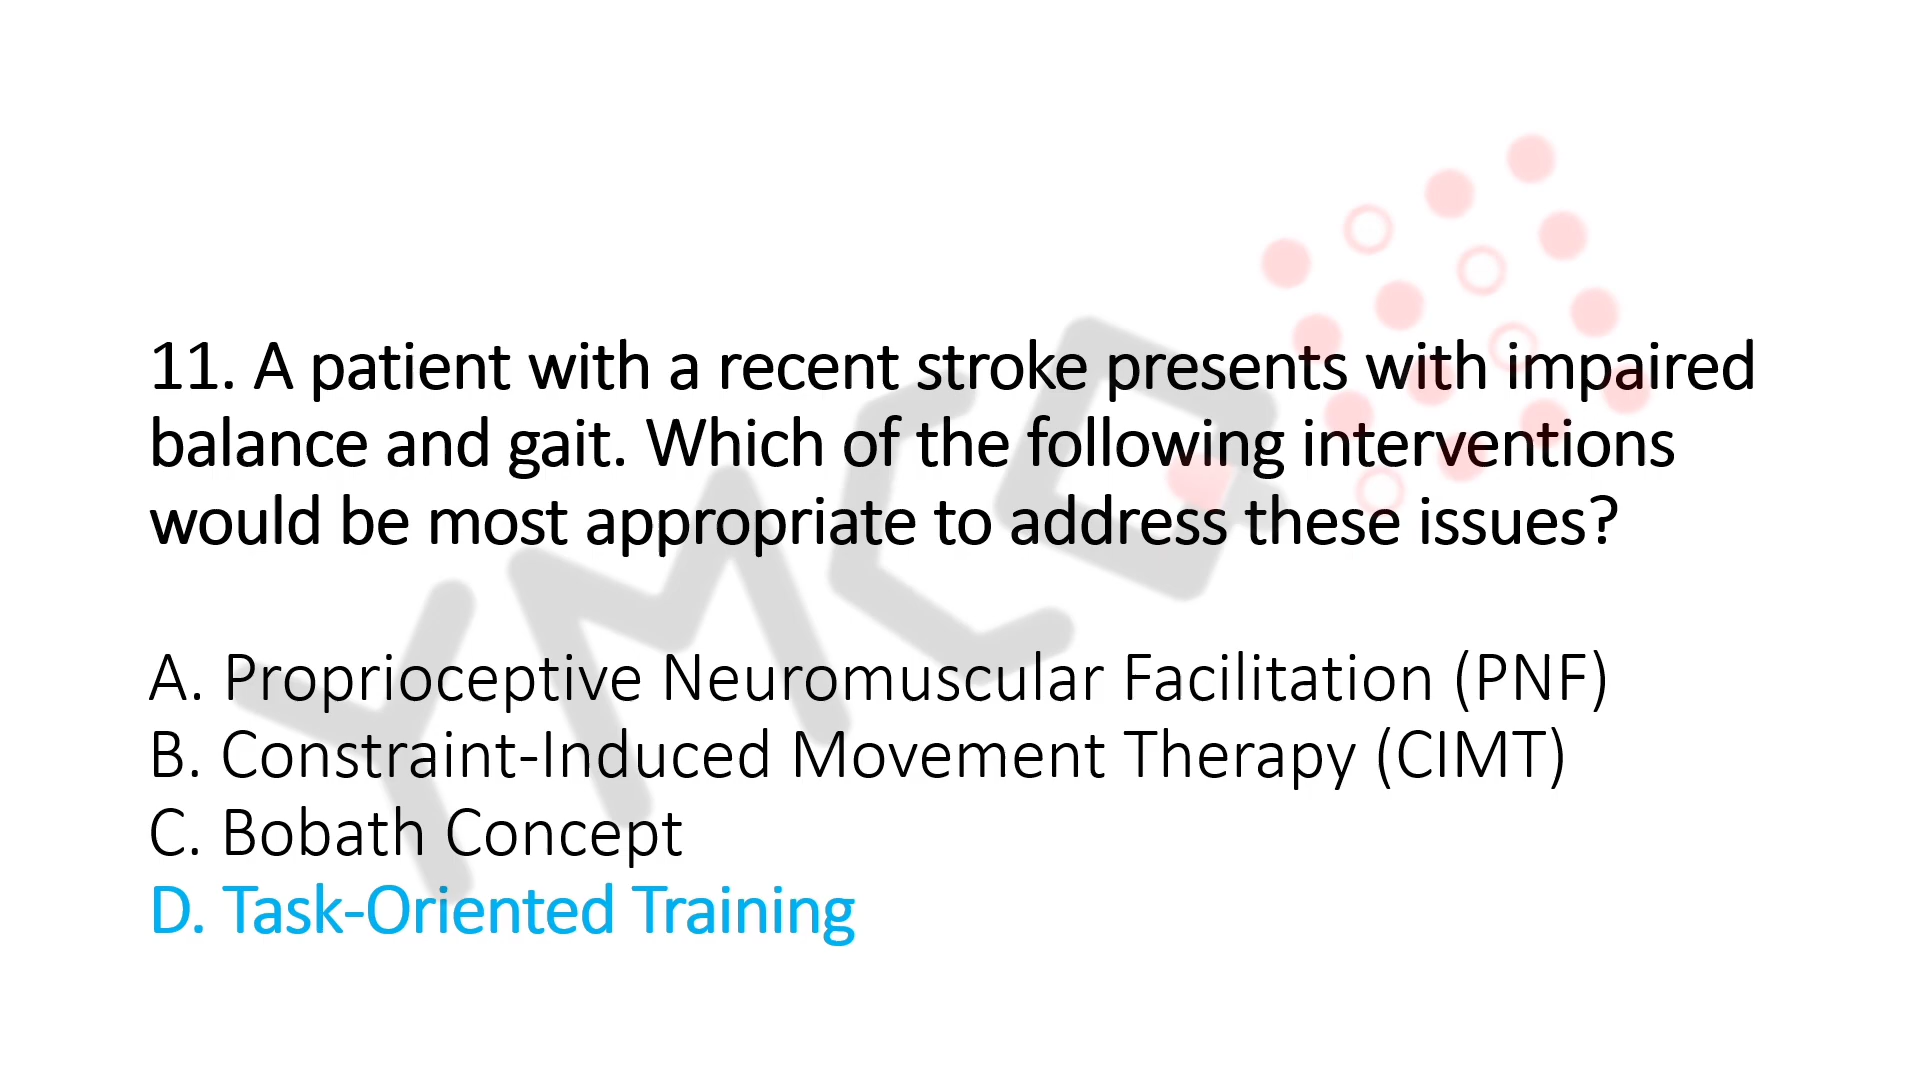 11. A patient with a recent stroke presents with impaired
balance and gait. Which of the following interventions
would be most appropriate to address these issues?
A. Proprioceptive Neuromuscular Facilitation (PNF)
B. Constraint-Induced Movement Therapy (CIMT)
C. Bobath Concept
D. Task-Oriented Training
YMCQ